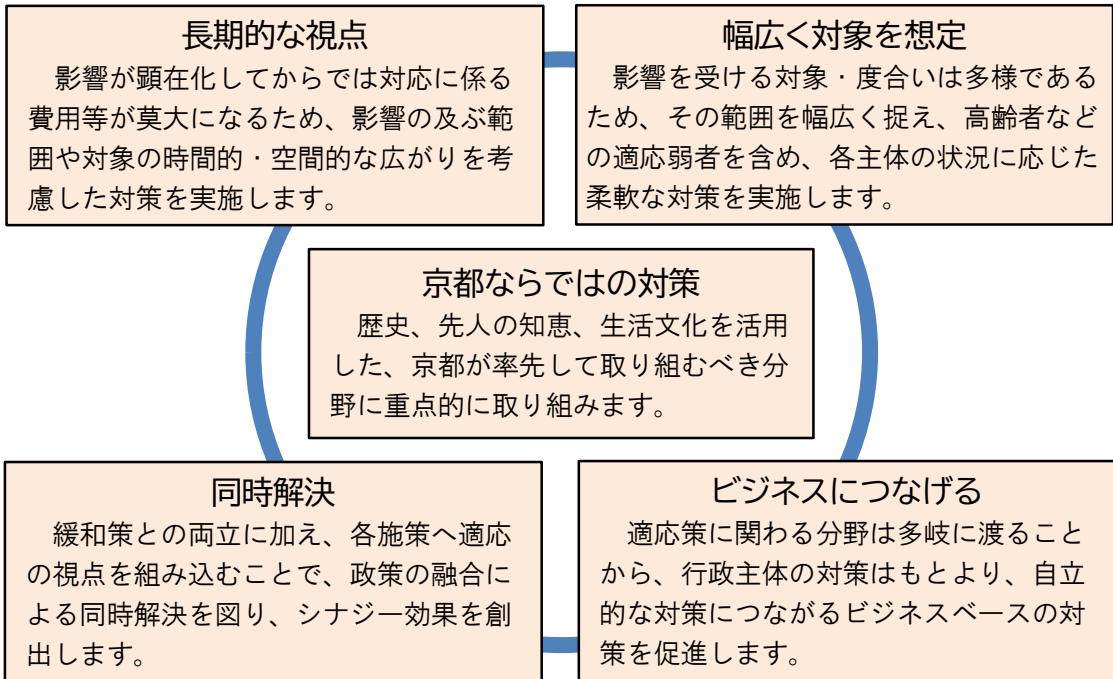 長期的な視点
　影響が顕在化してからでは対応に係る
費用等が莫大になるため、影響の及ぶ範
囲や対象の時間的・空間的な広がりを考
慮した対策を実施します。
幅広く対象を想定
　影響を受ける対象・度合いは多様である
ため、その範囲を幅広く捉え、高齢者など
の適応弱者を含め、各主体の状況に応じた
柔軟な対策を実施します。
京都ならではの対策
　歴史、先人の知恵、生活文化を活用
した、京都が率先して取り組むべき分
野に重点的に取り組みます。
同時解決
　緩和策との両立に加え、各施策へ適応
の視点を組み込むことで、政策の融合に
よる同時解決を図り、シナジー効果を創
出します。
ビジネスにつなげる
　適応策に関わる分野は多岐に渡ること
から、行政主体の対策はもとより、自立
的な対策につながるビジネスベースの対
策を促進します。